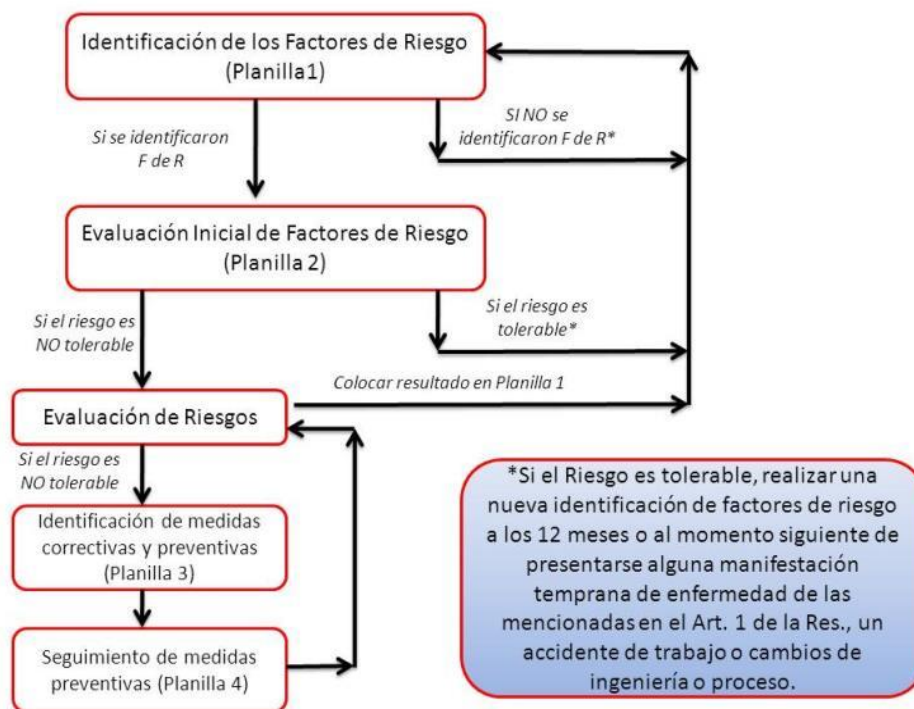 Identificación de los Factores de Riesgo
(Planilla1)
Si se identificaron
F de R
SI NO se
identificaron F de R*
Evaluación Inicial de Factores de Riesgo
(Planilla 2)
Si el riesgo es
NO tolerable
Si el riesgo es
tolerable*
Colocar resultado en Planilla 1
Evaluación de Riesgos
Si el riesgo es
NO tolerable
Identificación de medidas
correctivas y preventivas
(Planilla 3)
Seguimiento de medidas
preventivas (Planilla 4)
*Si el Riesgo es tolerable, realizar una
nueva identificación de factores de riesgo
a los 12 meses o al momento siguiente de
presentarse alguna manifestación
temprana de enfermedad de las
mencionadas en el Art. 1 de la Res., un
accidente de trabajo o cambios de
ingeniería o proceso.